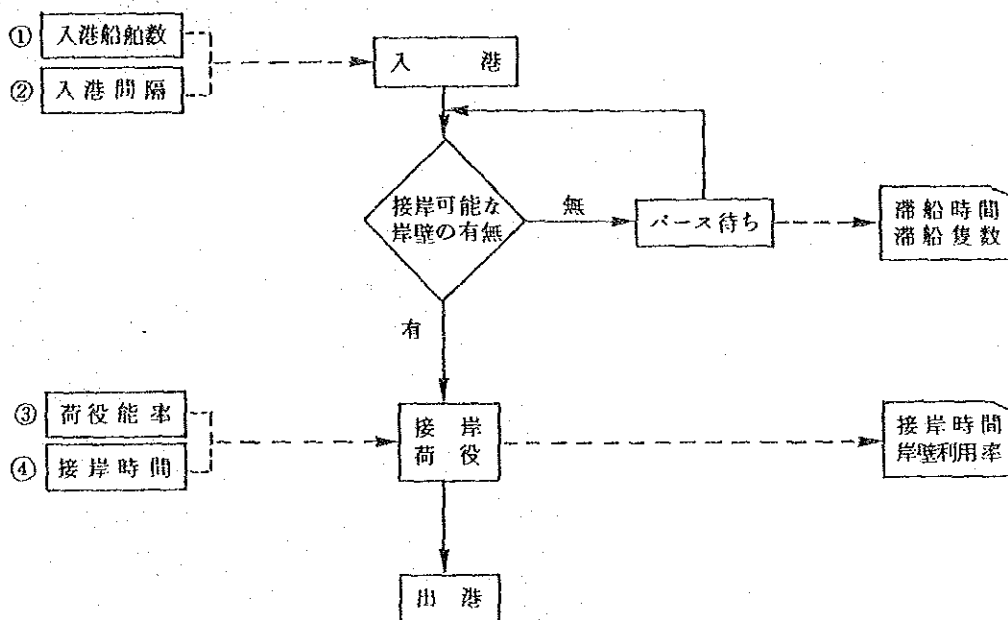 ① 入港船舶数
② 入港間隔
入港
接岸可能な
岸壁の有無
無
バース待ち
滞船時間
滞船隻数
有
③ 荷役能率
④ 接岸時間
接岸
荷役
接岸時間
岸壁利用率
出港